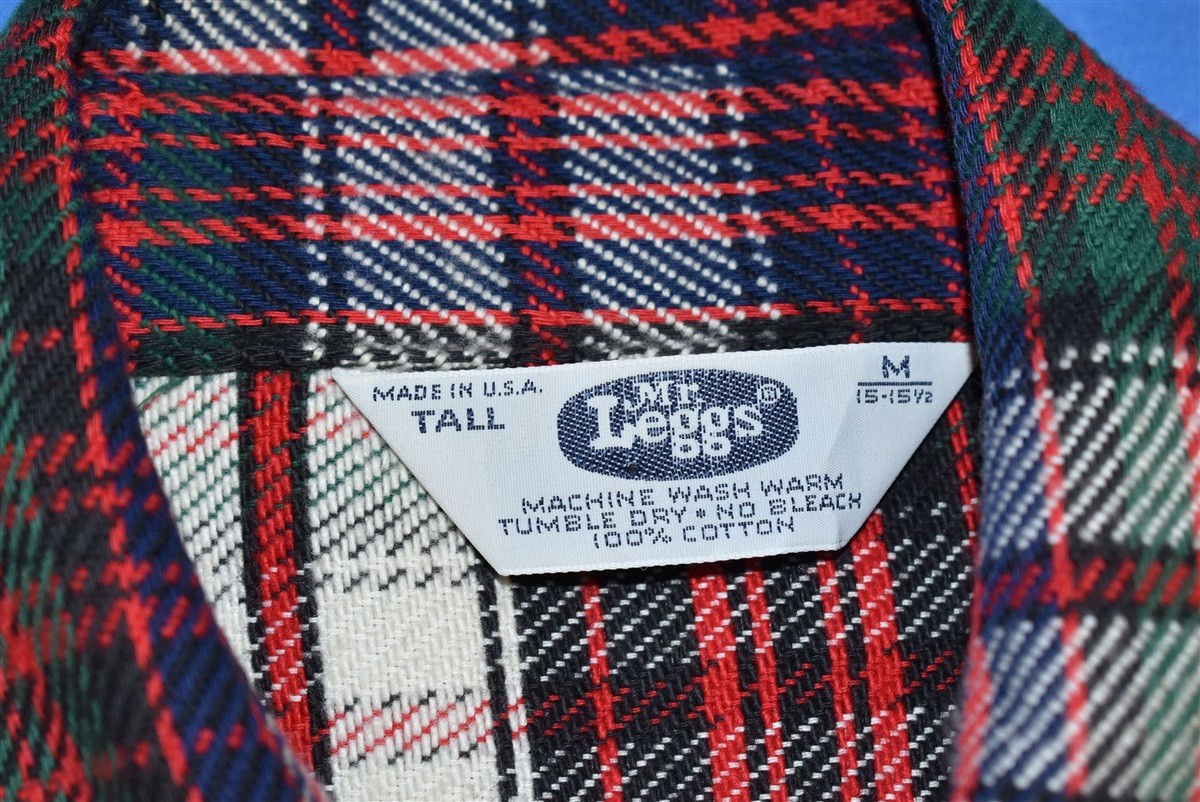 MADE IN U.S.A.
TALL
Mr.
Leggs®
M
15-15½
MACHINE WASH WARM
TUMBLE DRY • NO BLEACH
100% COTTON